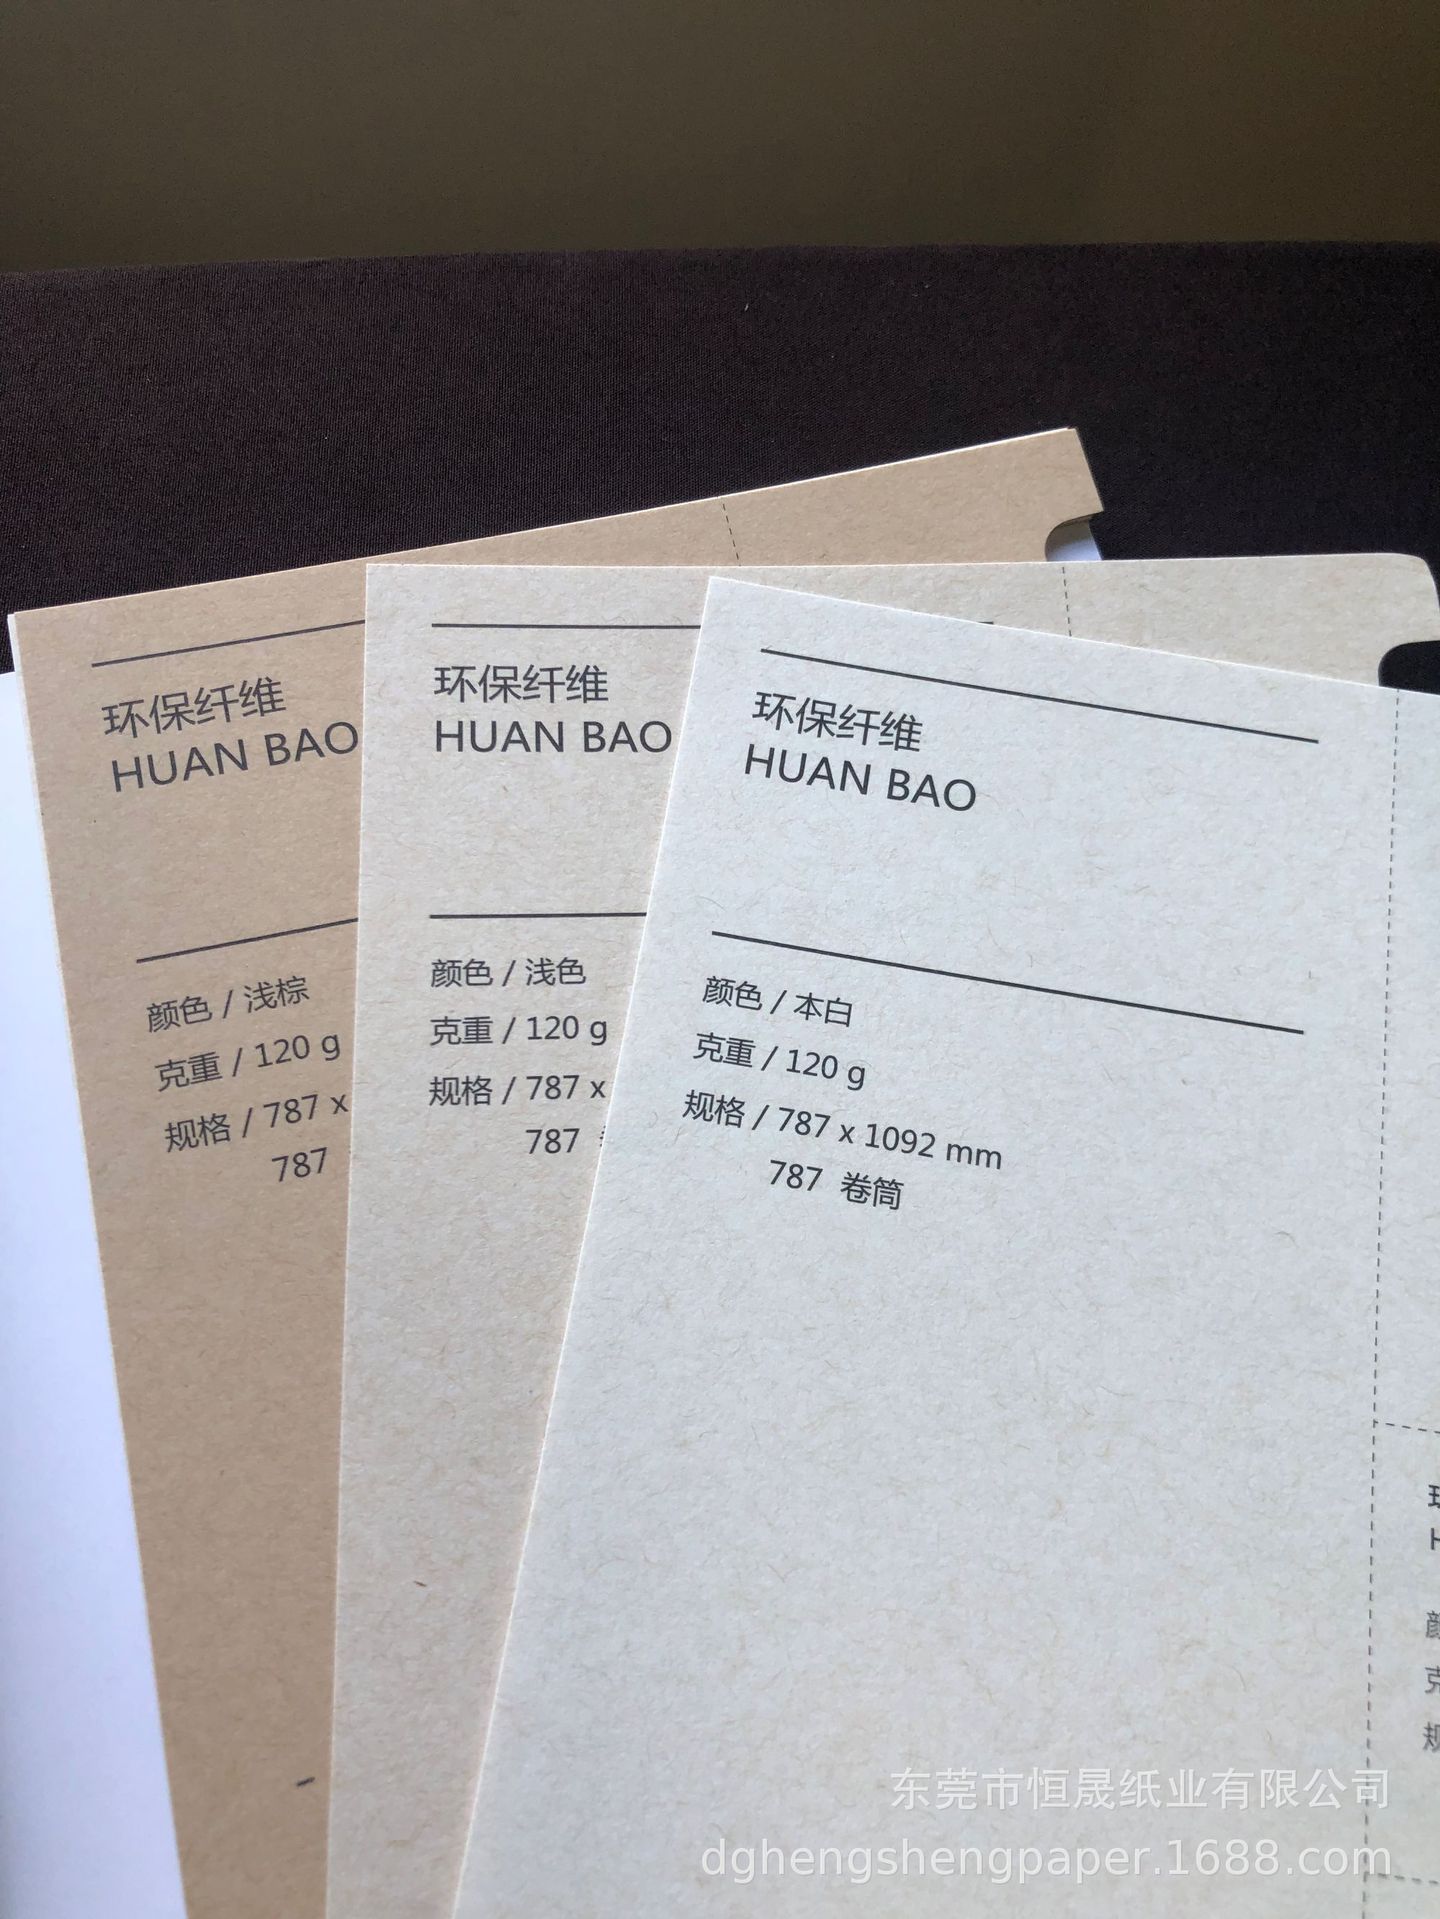 环保纤维
HUAN BAO
颜色 / 浅棕
克重 / 120 g
规格 / 787 x
787
环保纤维
HUAN BAO
颜色 / 浅色
克重 / 120 g
规格 / 787 x
787
环保纤维
HUAN BAO
颜色 / 本白
克重 / 120 g
规格 / 787 x 1092 mm
787 卷筒
东莞市恒晟纸业有限公司
dghengshengpaper.1688.com